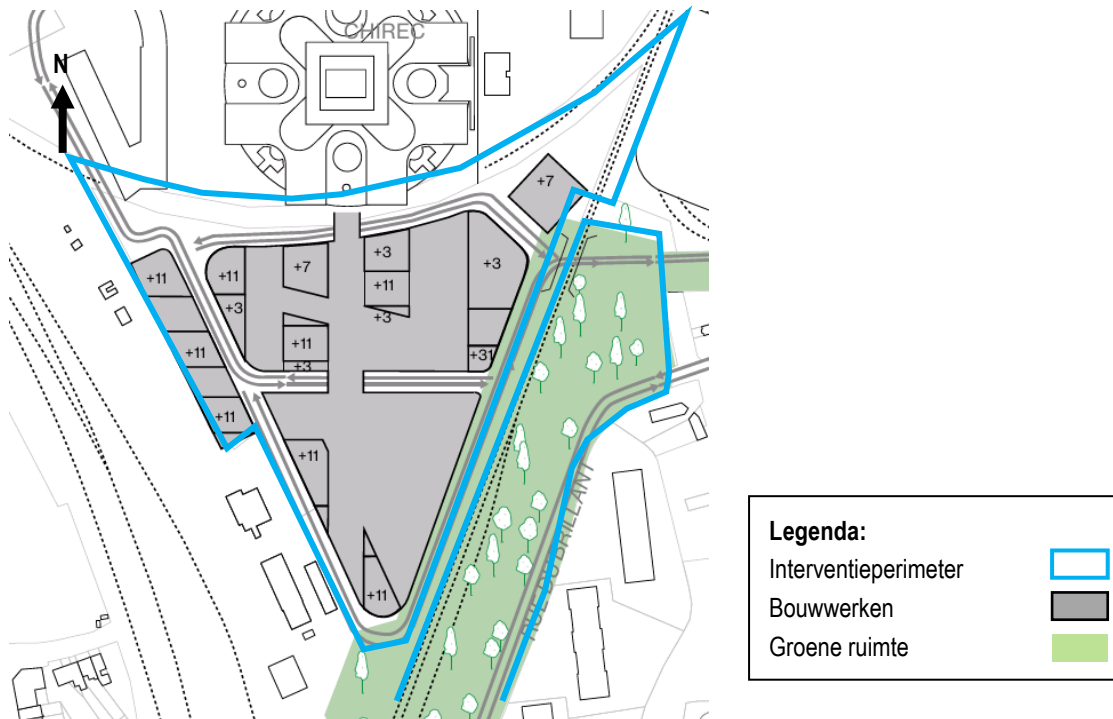 CHIREC
N
+7
+3
+11
+11
+7
+3
+11
+3
+3
+11
+11
+31
+3
+11
+11
+11
RUE DU BRILLANT
Legenda:
Interventieperimeter
Bouwwerken
Groene ruimte